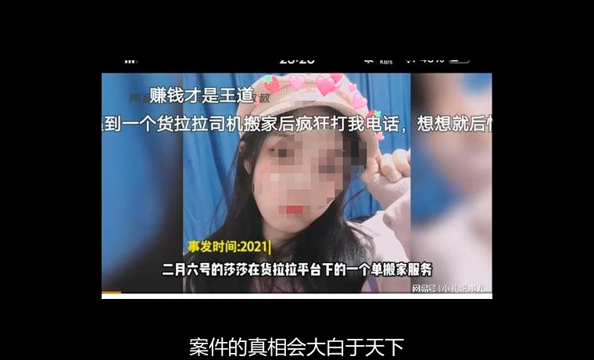 赚钱才是王道
到一个货拉拉司机搬家后疯狂打我电话，想想就后
事发时间:2021
二月六号的莎莎在货拉拉平台下的一个单搬家服务
案件的真相会大白于天下